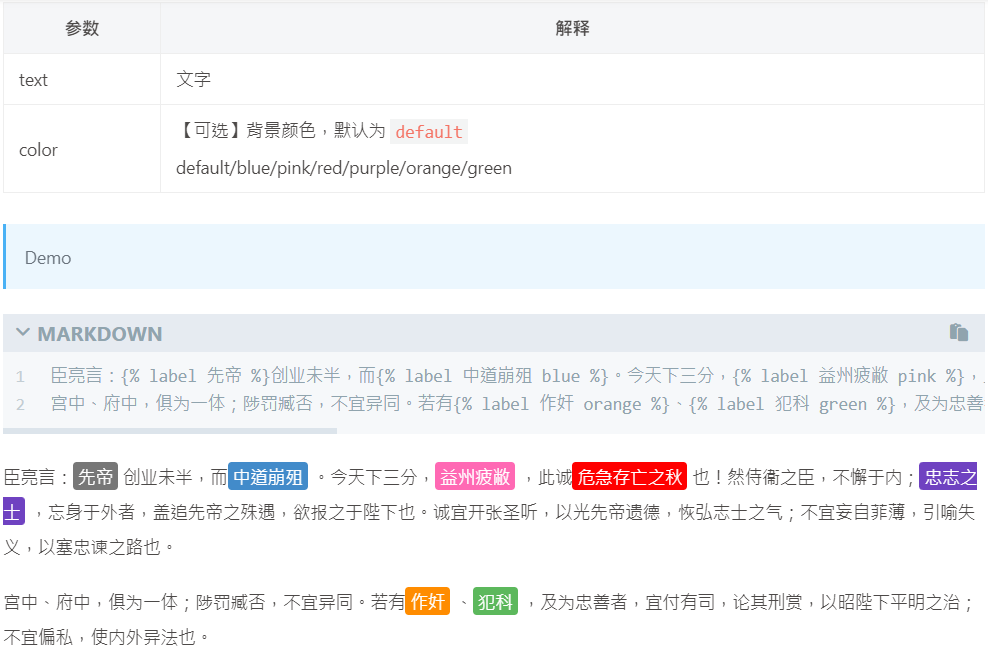 参数 解释
text 文字
color 【可选】背景颜色，默认为 default
default/blue/pink/red/purple/orange/green
Demo
MARKDOWN
1 臣亮言：{% label 先帝 %}创业未半，而{% label 中道崩殂 blue %}。今天下三分，{% label 益州疲敝 pink %}，
2 宫中、府中，俱为一体；陟罚臧否，不宜异同。若有{% label 作奸 orange %}、{% label 犯科 green %}，及为忠善
臣亮言：先帝 创业未半，而 中道崩殂 。今天下三分， 益州疲敝 ，此诚 危急存亡之秋 也！然侍衞之臣，不懈于内； 忠志之
士 ，忘身于外者，盖追先帝之殊遇，欲报之于陛下也。诚宜开张圣听，以光先帝遗德，恢弘志士之气；不宜妄自菲薄，引喻失
义，以塞忠谏之路也。
宫中、府中，俱为一体；陟罚臧否，不宜异同。若有 作奸 、 犯科 ，及为忠善者，宜付有司，论其刑赏，以昭陛下平明之治；
不宜偏私，使内外异法也。